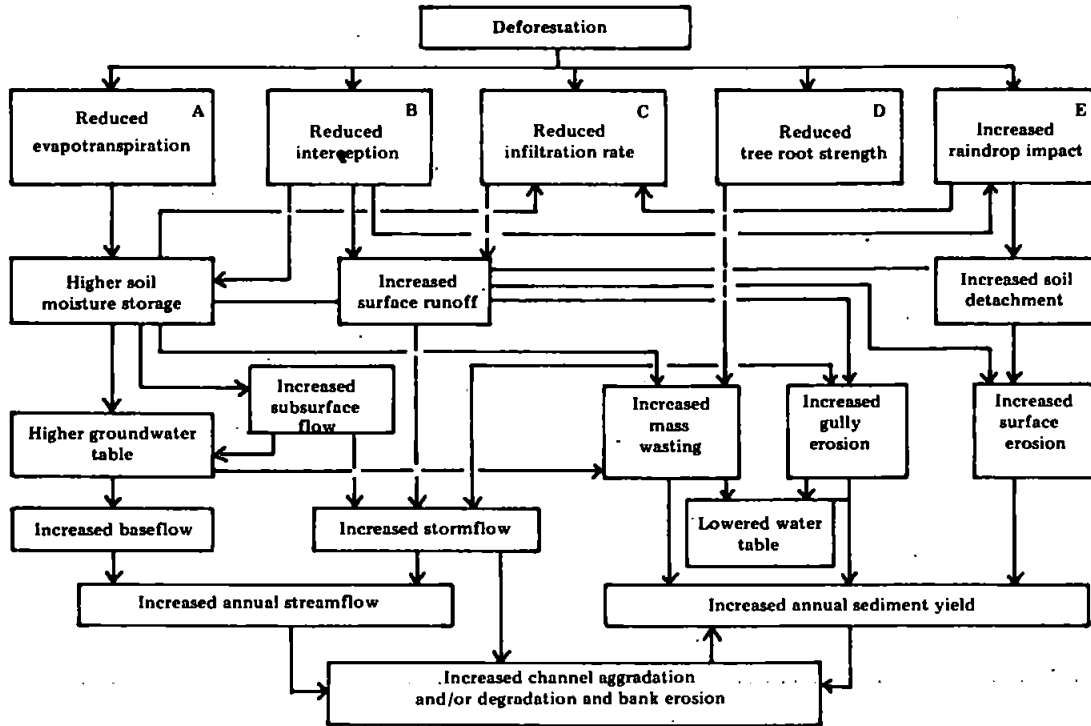 Deforestation
A
Reduced
evapotranspiration
B
Reduced
interception
C
Reduced
infiltration rate
D
Reduced
tree root strength
E
Increased
raindrop impact
Higher soil
moisture storage
Increased
surface runoff
Increased soil
detachment
Increased
subsurface
flow
Higher groundwater
table
Increased
mass
wasting
Increased
gully
erosion
Increased
surface
erosion
Increased baseflow
Increased stormflow
Lowered water
table
Increased annual streamflow
Increased annual sediment yield
Increased channel aggradation
and/or degradation and bank erosion